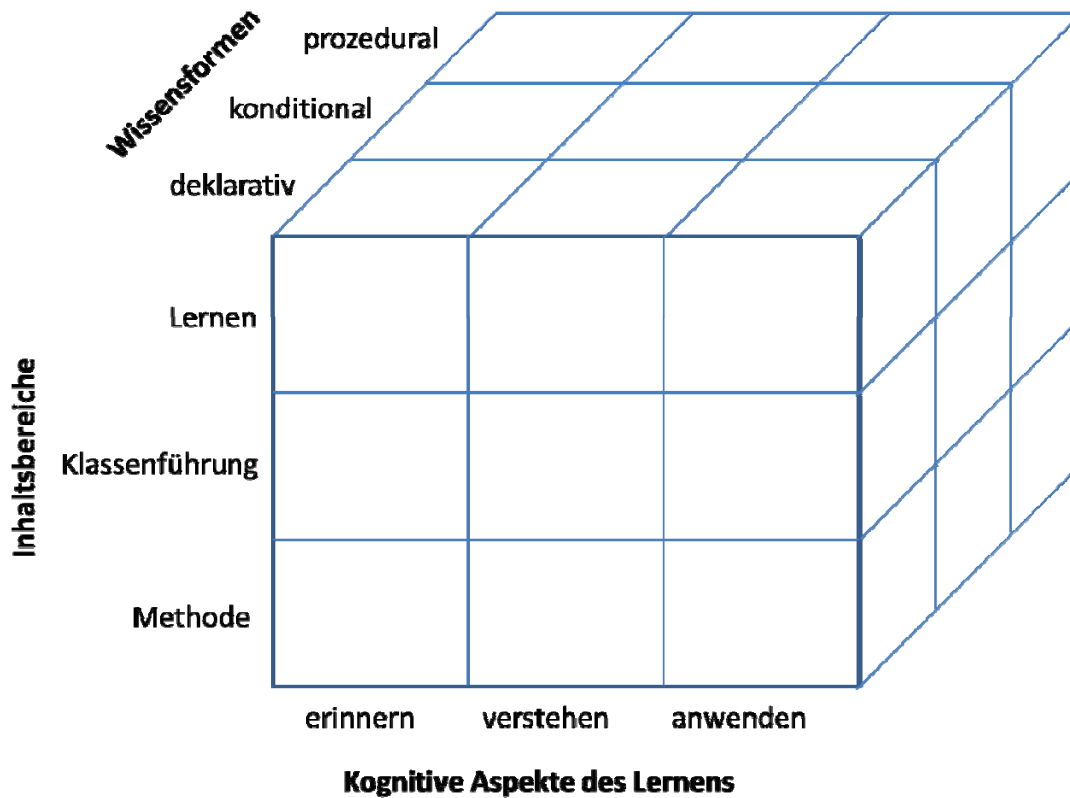 Wissensformen
prozedural
konditional
deklarativ
Inhaltsbereiche
Lernen
Klassenführung
Methode
erinnern verstehen anwenden
Kognitive Aspekte des Lernens